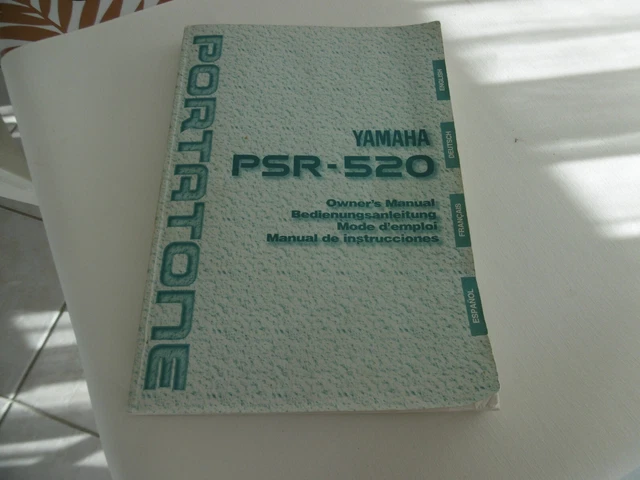 PORTATONE
YAMAHA
PSR-520
Owner's Manual
Bedienungsanleitung
Mode d'emploi
Manual de instrucciones
ENGLISH
DEUTSCH
FRANÇAIS
ESPAÑOL